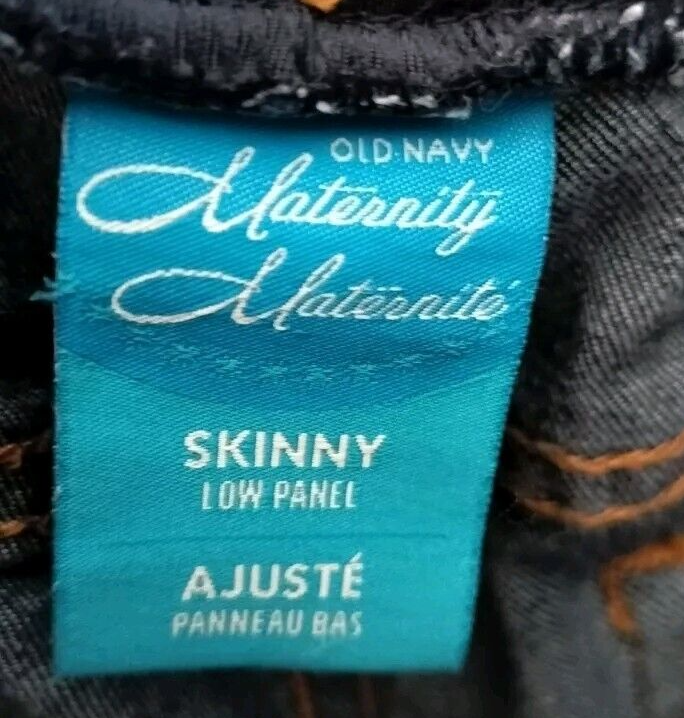 OLD NAVY
Maternity
Maternité
SKINNY
LOW PANEL
AJUSTÉ
PANNEAU BAS